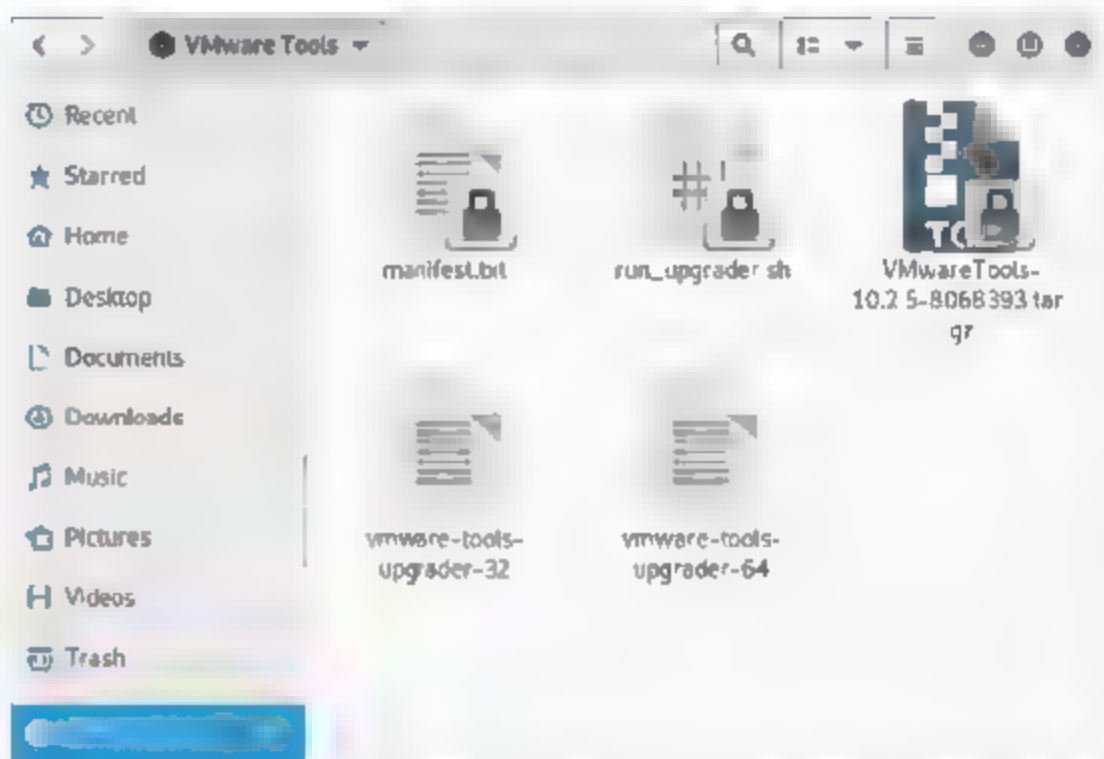 VMware Tools
Recent
Starred
Home
Desktop
Documents
Downloads
Music
Pictures
Videos
Trash
manifest.txt
run_upgrader.sh
VMwareTools-
10.2.5-8068393.tar.
gz
vmware-tools-
upgrader-32
vmware-tools-
upgrader-64